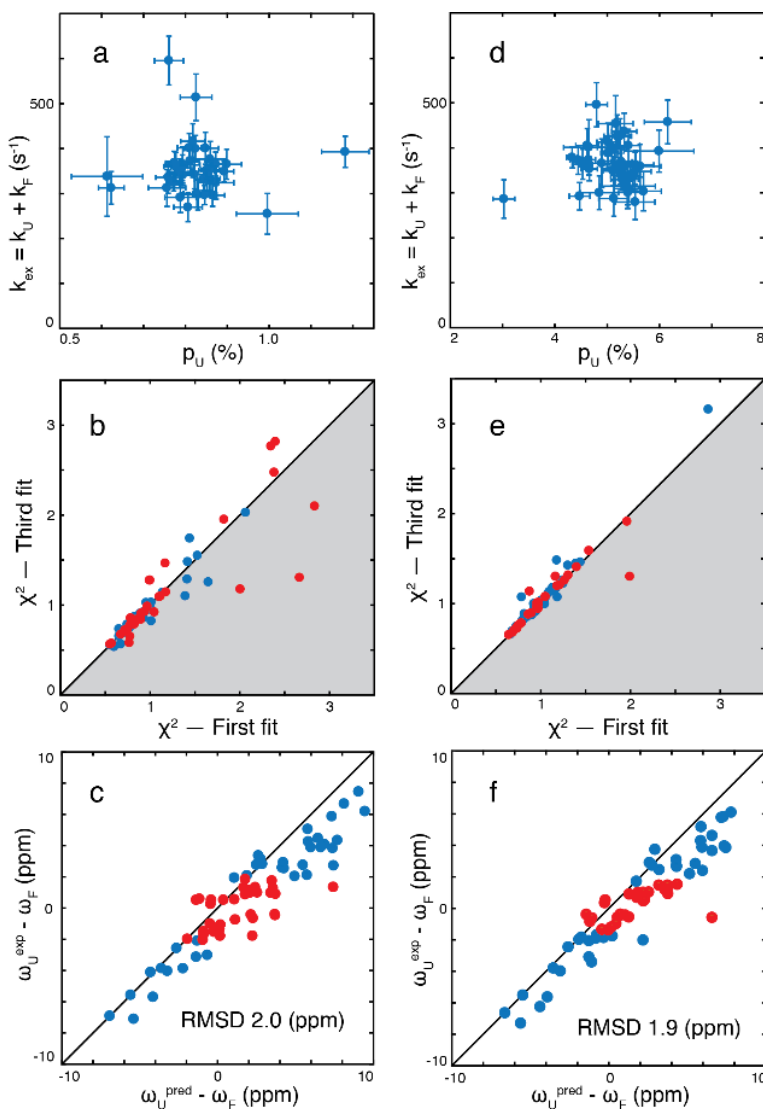 a
500
0
k_ex = k_U + k_F (s⁻¹)
0.5
1.0
p_U (%)
d
500
0
k_ex = k_U + k_F (s⁻¹)
2
4
6
8
p_U (%)
b
3
2
1
0
χ² — Third fit
0
1
2
3
χ² — First fit
e
3
2
1
0
χ² — Third fit
0
1
2
3
χ² — First fit
c
10
0
-10
ω_U^exp - ω_F (ppm)
RMSD 2.0 (ppm)
-10
0
10
ω_U^pred - ω_F (ppm)
f
10
0
-10
ω_U^exp - ω_F (ppm)
RMSD 1.9 (ppm)
-10
0
10
ω_U^pred - ω_F (ppm)